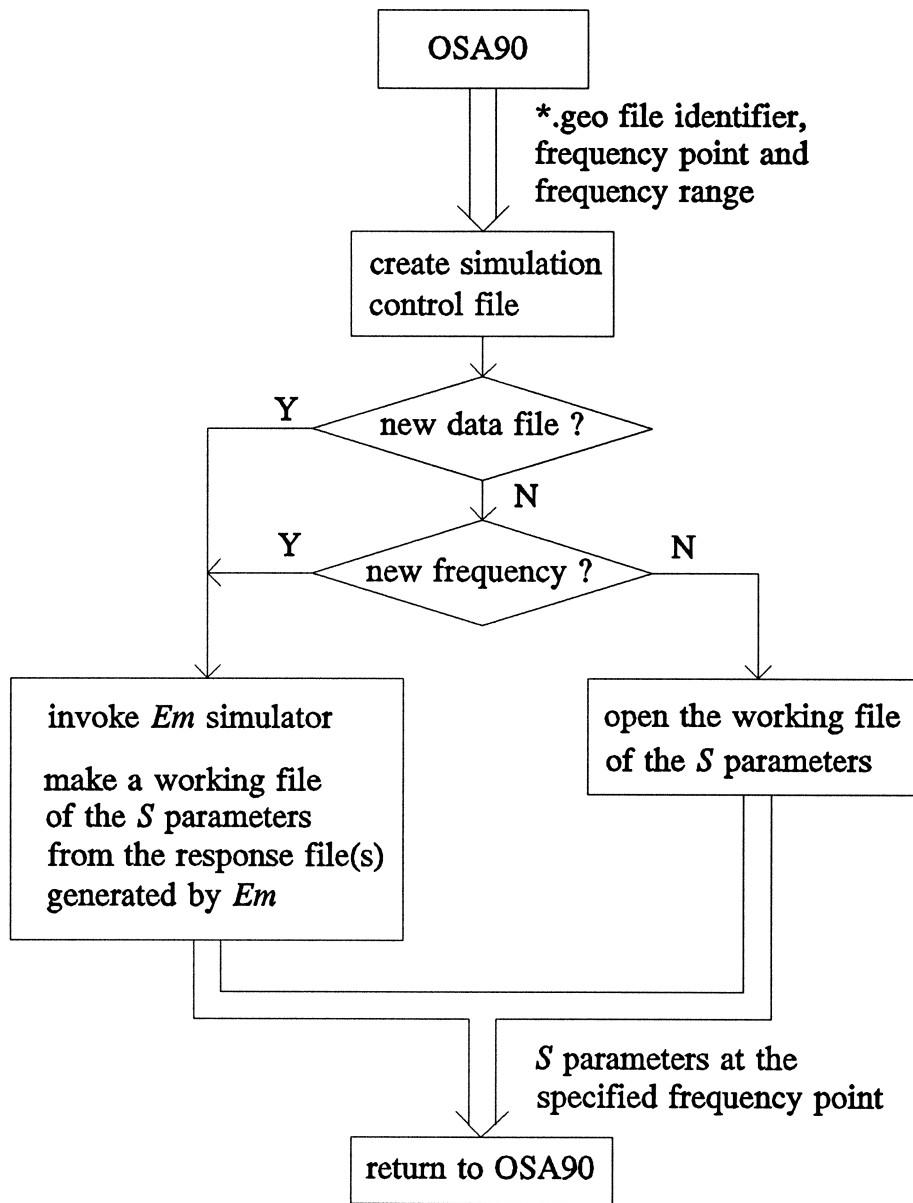 OSA90
*.geo file identifier,
frequency point and
frequency range
create simulation
control file
Y
new data file ?
N
Y
new frequency ?
N
invoke Em simulator
make a working file
of the S parameters
from the response file(s)
generated by Em
open the working file
of the S parameters
S parameters at the
specified frequency point
return to OSA90